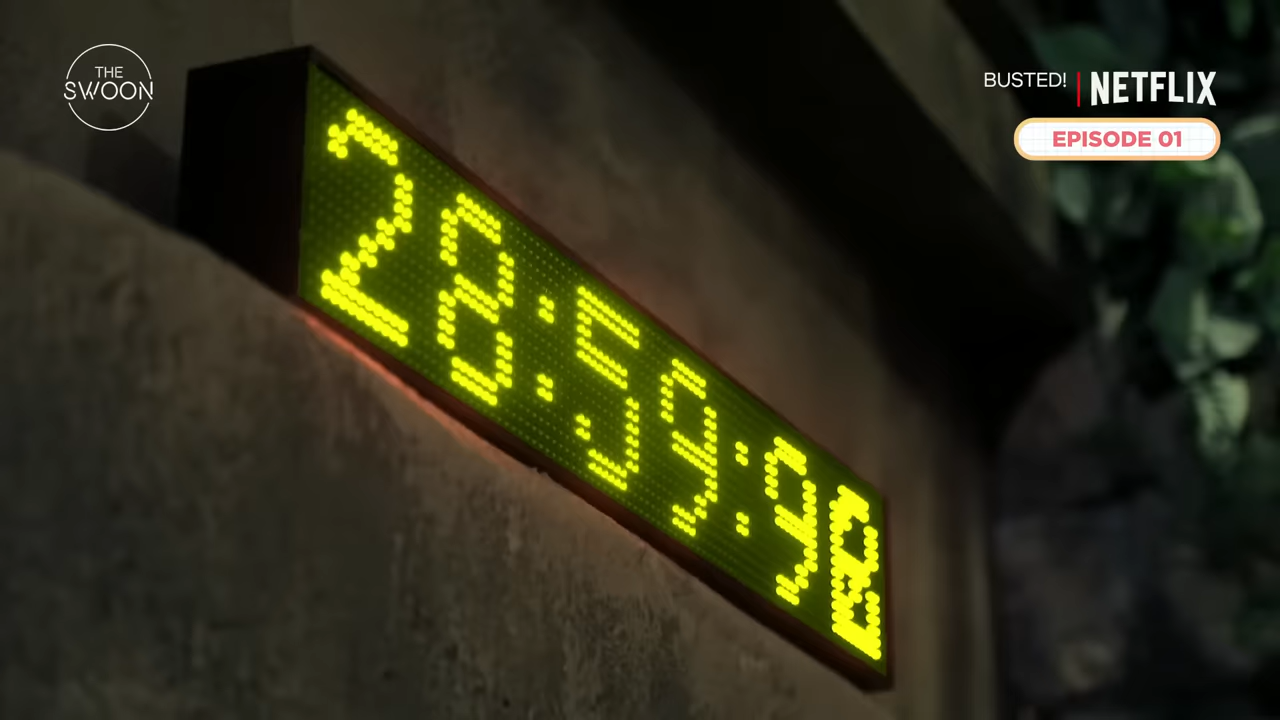 THE
SWOON
BUSTED! | NETFLIX
EPISODE 01
28:59:9